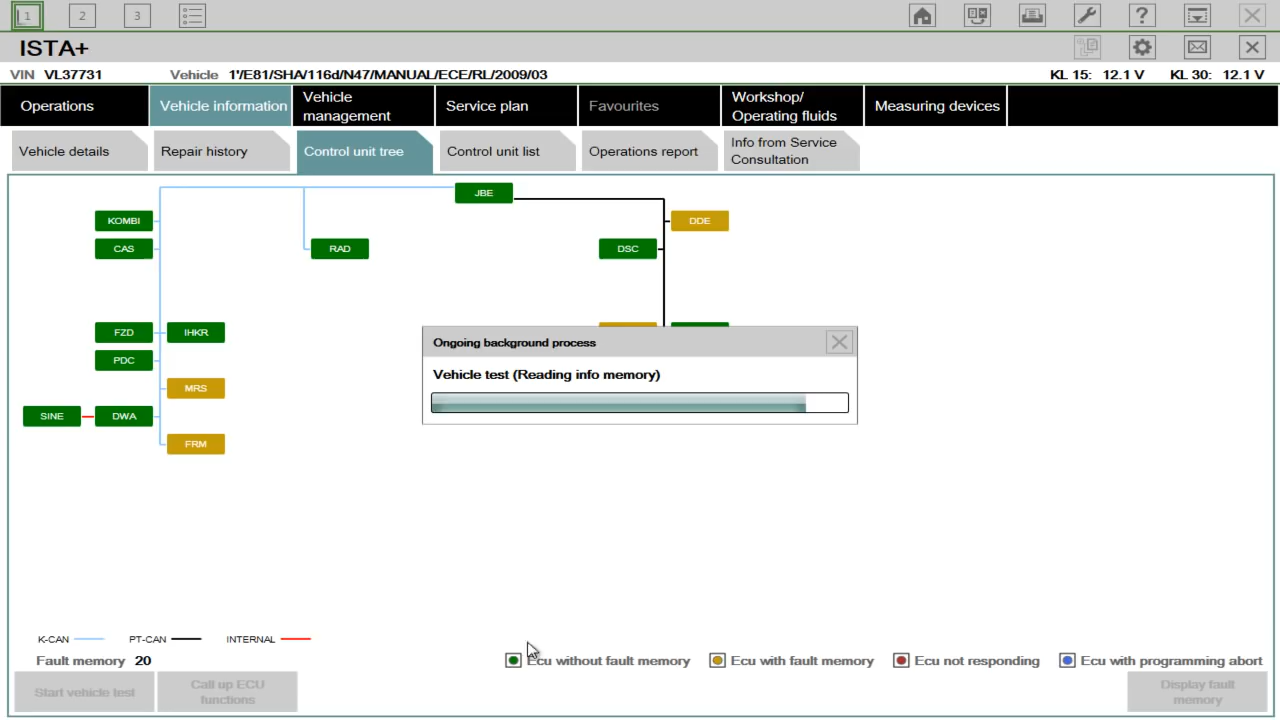 1 2 3
ISTA+
VIN VL37731 Vehicle 1'/E81/SHA/116d/N47/MANUAL/ECE/RL/2009/03 KL 15: 12.1 V KL 30: 12.1 V
Operations Vehicle information Vehicle management Service plan Favourites Workshop/ Operating fluids Measuring devices
Vehicle details Repair history Control unit tree Control unit list Operations report Info from Service Consultation
JBE
KOMBI DDE
CAS RAD DSC
FZD IHKR
PDC
MRS
SINE DWA
FRM
Ongoing background process
Vehicle test (Reading info memory)
K-CAN PT-CAN INTERNAL
Fault memory 20 Ecu without fault memory Ecu with fault memory Ecu not responding Ecu with programming abort
Start vehicle test Call up ECU functions Display fault memory